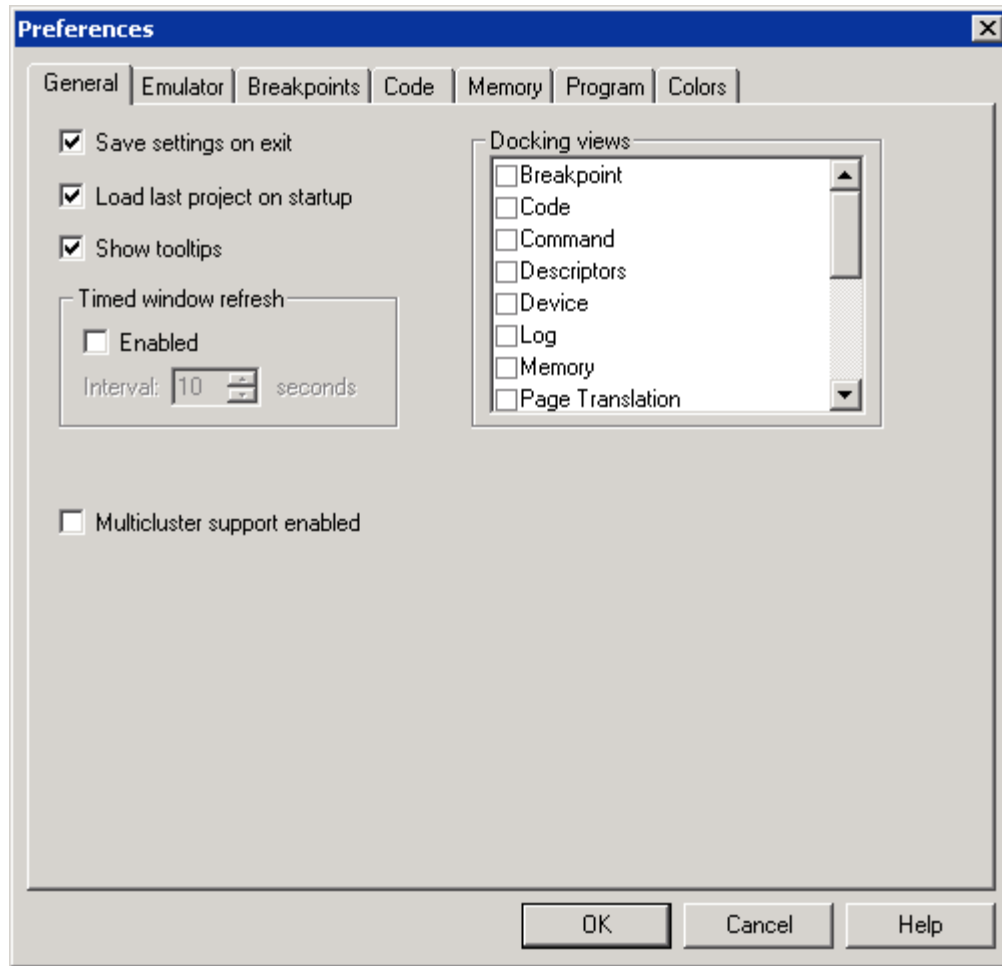 Preferences
General Emulator Breakpoints Code Memory Program Colors
Save settings on exit
Load last project on startup
Show tooltips
Timed window refresh
Enabled
Interval: 10 seconds
Multicluster support enabled
Docking views
Breakpoint
Code
Command
Descriptors
Device
Log
Memory
Page Translation
OK Cancel Help